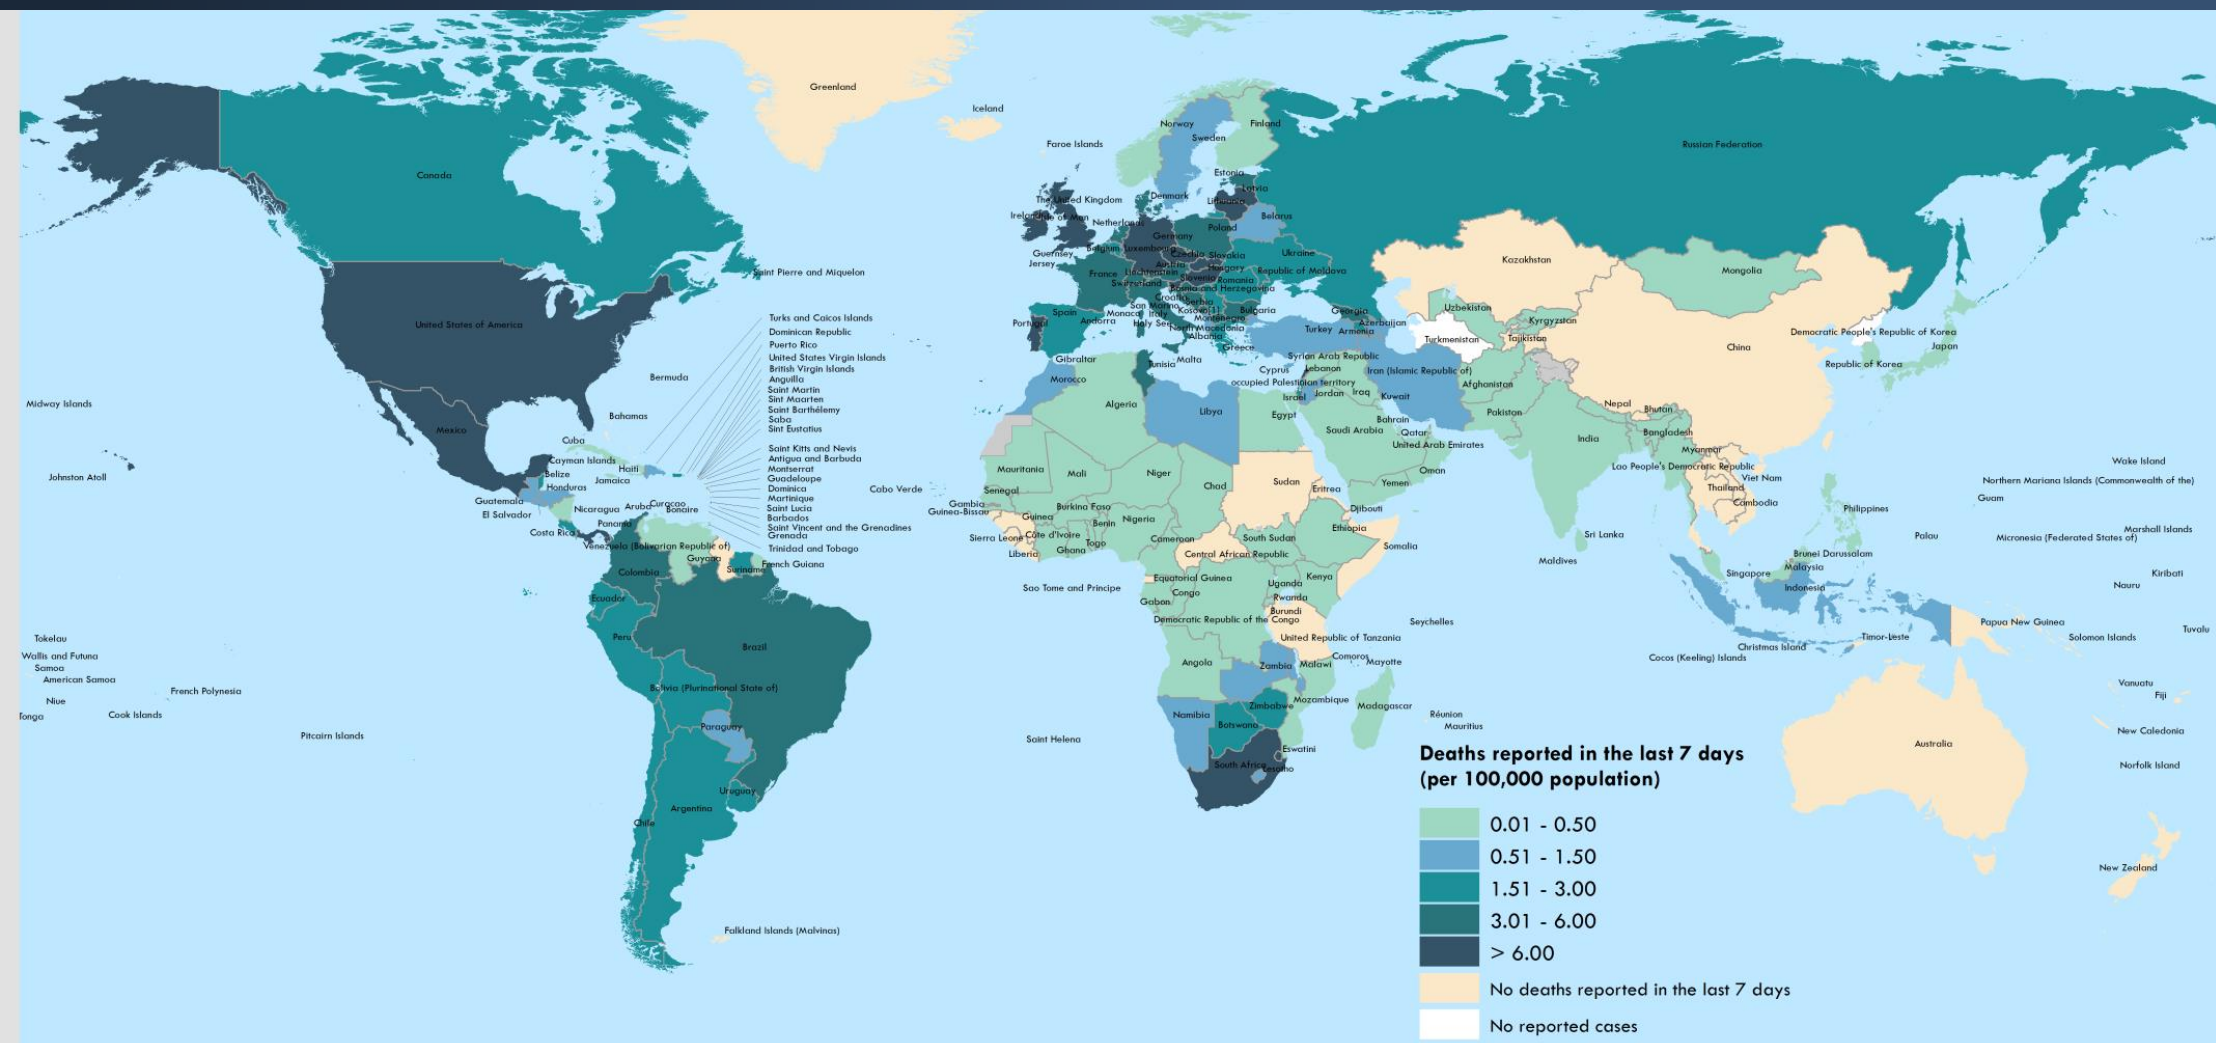 Greenland
Iceland
Faroe Islands
Norway
Sweden
Finland
Russian Federation
Canada
Estonia
Latvia
Denmark
Lithuania
The United Kingdom
Ireland
Isle of Man
Netherlands
Belarus
Poland
Germany
Belgium
Luxembourg
Guernsey
Jersey
Czechia
Slovakia
Ukraine
Austria
Hungary
Republic of Moldova
France
Liechtenstein
Switzerland
Slovenia
Romania
Bosnia and Herzegovina
Croatia
Serbia
San Marino
Kosovo[1]
Bulgaria
Monaco
Italy
Montenegro
Holy See
North Macedonia
Albania
Andorra
Spain
Portugal
Greece
Georgia
Azerbaijan
Armenia
Turkey
Kazakhstan
Mongolia
Uzbekistan
Kyrgyzstan
Turkmenistan
Tajikistan
Democratic People's Republic of Korea
Japan
China
Republic of Korea
Saint Pierre and Miquelon
United States of America
Turks and Caicos Islands
Dominican Republic
Puerto Rico
United States Virgin Islands
British Virgin Islands
Anguilla
Saint Martin
Sint Maarten
Saint Barthélemy
Saba
Sint Eustatius
Saint Kitts and Nevis
Antigua and Barbuda
Montserrat
Guadeloupe
Dominica
Martinique
Saint Lucia
Barbados
Saint Vincent and the Grenadines
Grenada
Trinidad and Tobago
Bermuda
Midway Islands
Bahamas
Mexico
Cuba
Cayman Islands
Haiti
Belize
Jamaica
Honduras
Guatemala
El Salvador
Nicaragua
Aruba
Curacao
Bonaire
Costa Rica
Panama
Venezuela (Bolivarian Republic of)
Guyana
Suriname
French Guiana
Colombia
Ecuador
Peru
Brazil
Bolivia (Plurinational State of)
Paraguay
Uruguay
Argentina
Chile
Falkland Islands (Malvinas)
Johnston Atoll
Tokelau
Wallis and Futuna
Samoa
American Samoa
Niue
Tonga
Cook Islands
French Polynesia
Pitcairn Islands
Gibraltar
Malta
Tunisia
Morocco
Algeria
Libya
Egypt
Cyprus
Syrian Arab Republic
Lebanon
occupied Palestinian territory
Israel
Jordan
Iraq
Iran (Islamic Republic of)
Kuwait
Bahrain
Qatar
Saudi Arabia
United Arab Emirates
Oman
Yemen
Afghanistan
Pakistan
Nepal
Bhutan
India
Bangladesh
Myanmar
Lao People's Democratic Republic
Viet Nam
Thailand
Cambodia
Philippines
Sri Lanka
Maldives
Brunei Darussalam
Malaysia
Singapore
Indonesia
Palau
Wake Island
Northern Mariana Islands (Commonwealth of the)
Guam
Marshall Islands
Micronesia (Federated States of)
Kiribati
Nauru
Papua New Guinea
Tuvalu
Timor-Leste
Solomon Islands
Christmas Island
Cocos (Keeling) Islands
Vanuatu
Fiji
New Caledonia
Australia
Norfolk Island
New Zealand
Cabo Verde
Mauritania
Mali
Niger
Chad
Sudan
Eritrea
Senegal
Gambia
Guinea-Bissau
Guinea
Burkina Faso
Benin
Nigeria
Djibouti
Ethiopia
Sierra Leone
Côte d'Ivoire
Togo
Liberia
Ghana
Cameroon
South Sudan
Central African Republic
Somalia
Sao Tome and Principe
Equatorial Guinea
Uganda
Kenya
Congo
Gabon
Rwanda
Burundi
Democratic Republic of the Congo
Seychelles
United Republic of Tanzania
Angola
Zambia
Malawi
Comoros
Mayotte
Namibia
Zimbabwe
Mozambique
Madagascar
Botswana
Réunion
Mauritius
Saint Helena
Eswatini
South Africa
Lesotho
Deaths reported in the last 7 days
(per 100,000 population)
0.01 - 0.50
0.51 - 1.50
1.51 - 3.00
3.01 - 6.00
> 6.00
No deaths reported in the last 7 days
No reported cases